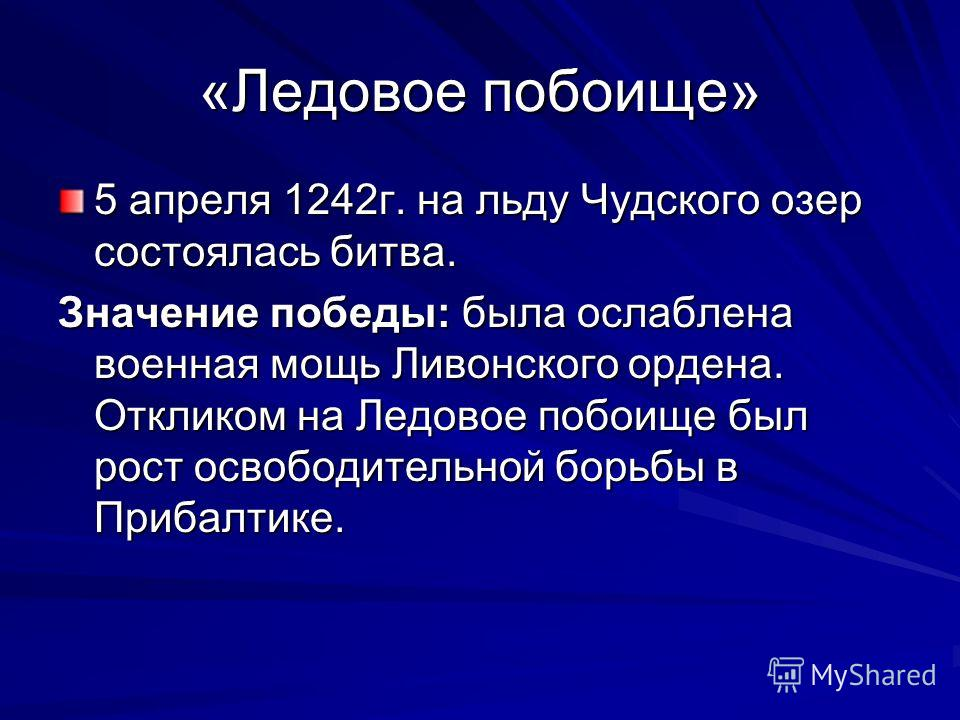 «Ледовое побоище»
5 апреля 1242г. на льду Чудского озер
состоялась битва.
Значение победы: была ослаблена
военная мощь Ливонского ордена.
Откликом на Ледовое побоище был
рост освободительной борьбы в
Прибалтике.
MyShared